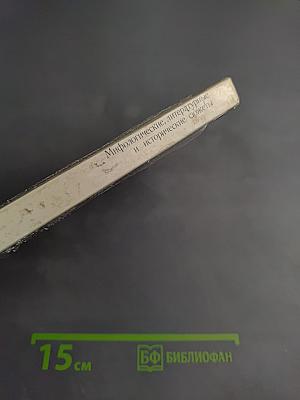 Мифологические, литературные
и исторические сюжеты
15 см
БФ БИБЛИОФАН